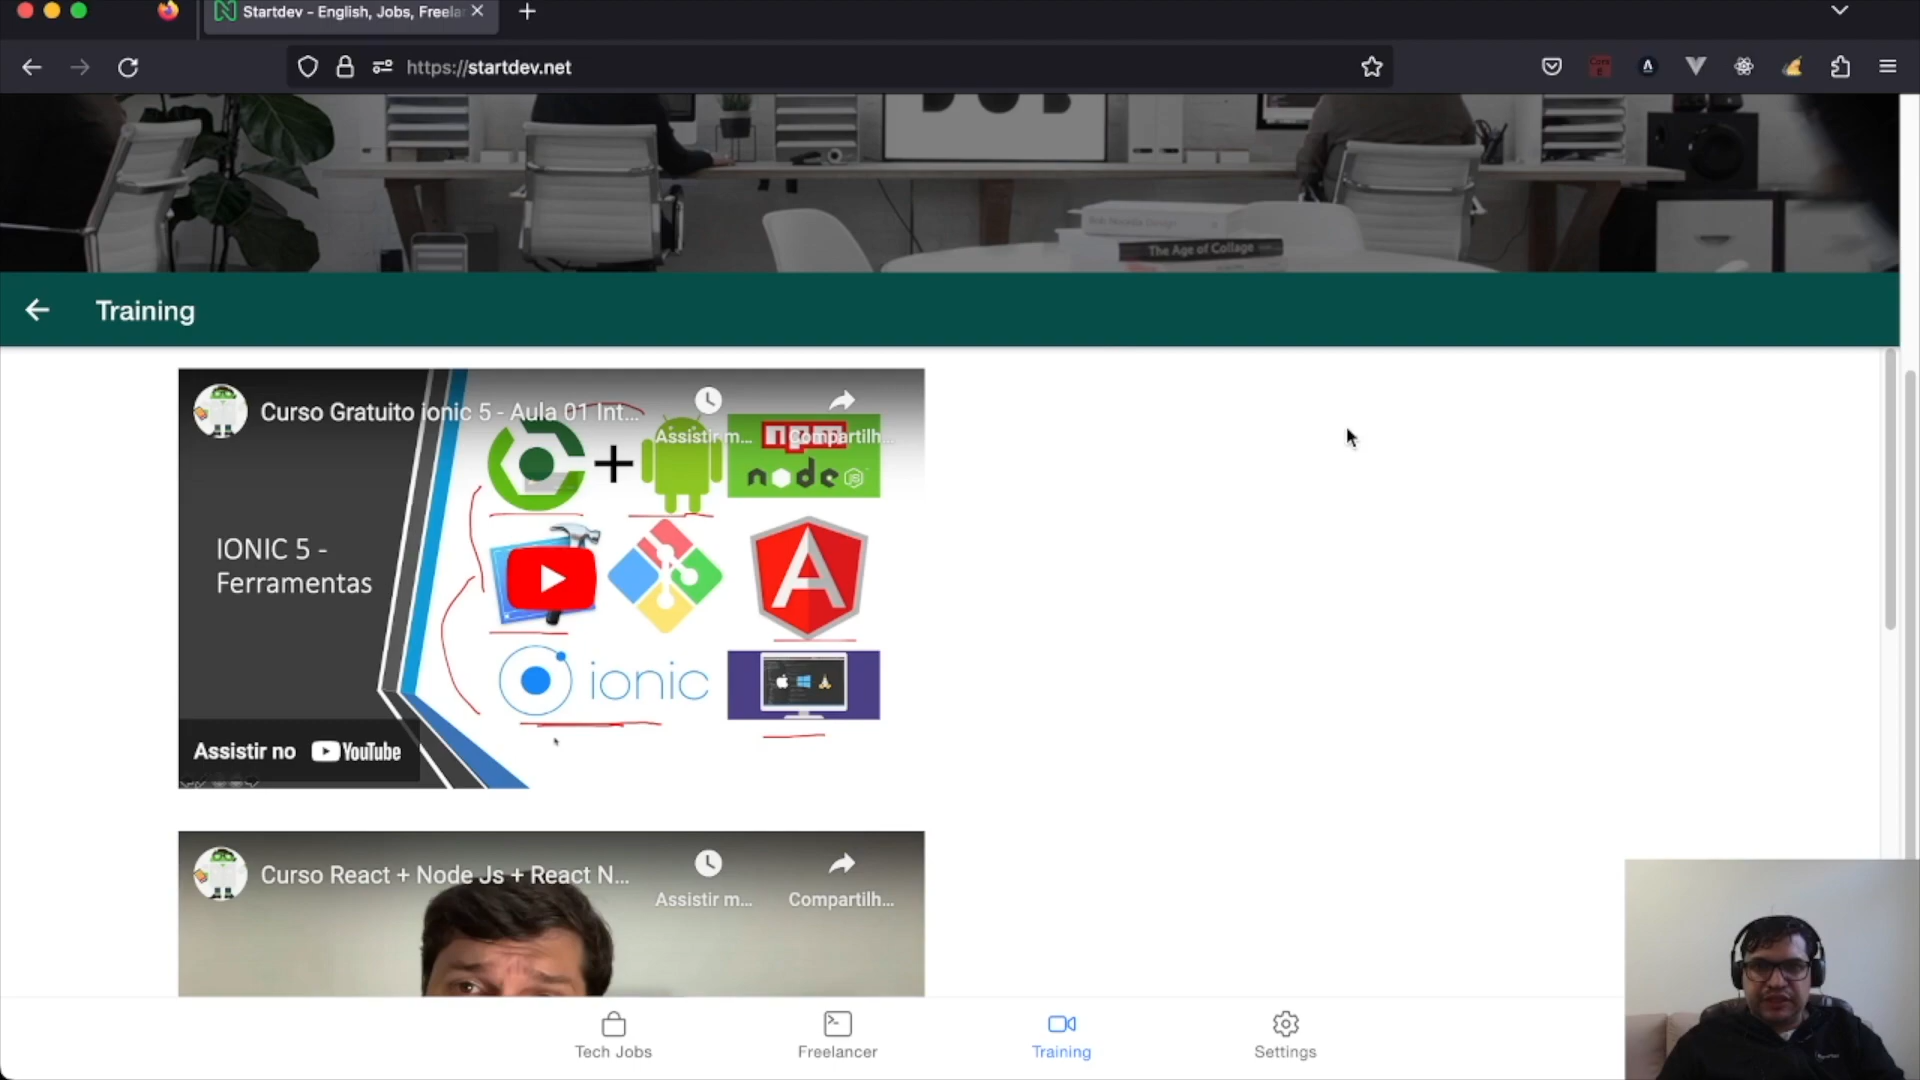 Startdev - English, Jobs, Freela
https://startdev.net
The Age of Collage
Training
Curso Gratuito ionic 5 - Aula 01 Int...
Assistir m...
Compartilh...
npm
node
JS
IONIC 5 -
Ferramentas
ionic
Assistir no YouTube
Curso React + Node Js + React N...
Assistir m...
Compartilh...
Tech Jobs
Freelancer
Training
Settings